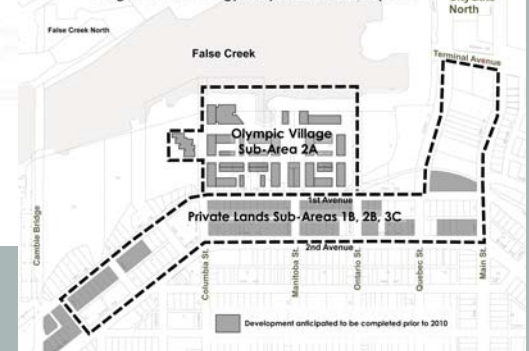 North
False Creek North
Terminal Avenue
False Creek
Olympic Village
Sub-Area 2A
1st Avenue
Private Lands Sub-Areas 1B, 2B, 3C
2nd Avenue
Cambie Bridge
Columbia St.
Manitoba St.
Ontario St.
Quebec St.
Main St.
Development anticipated to be completed prior to 2010